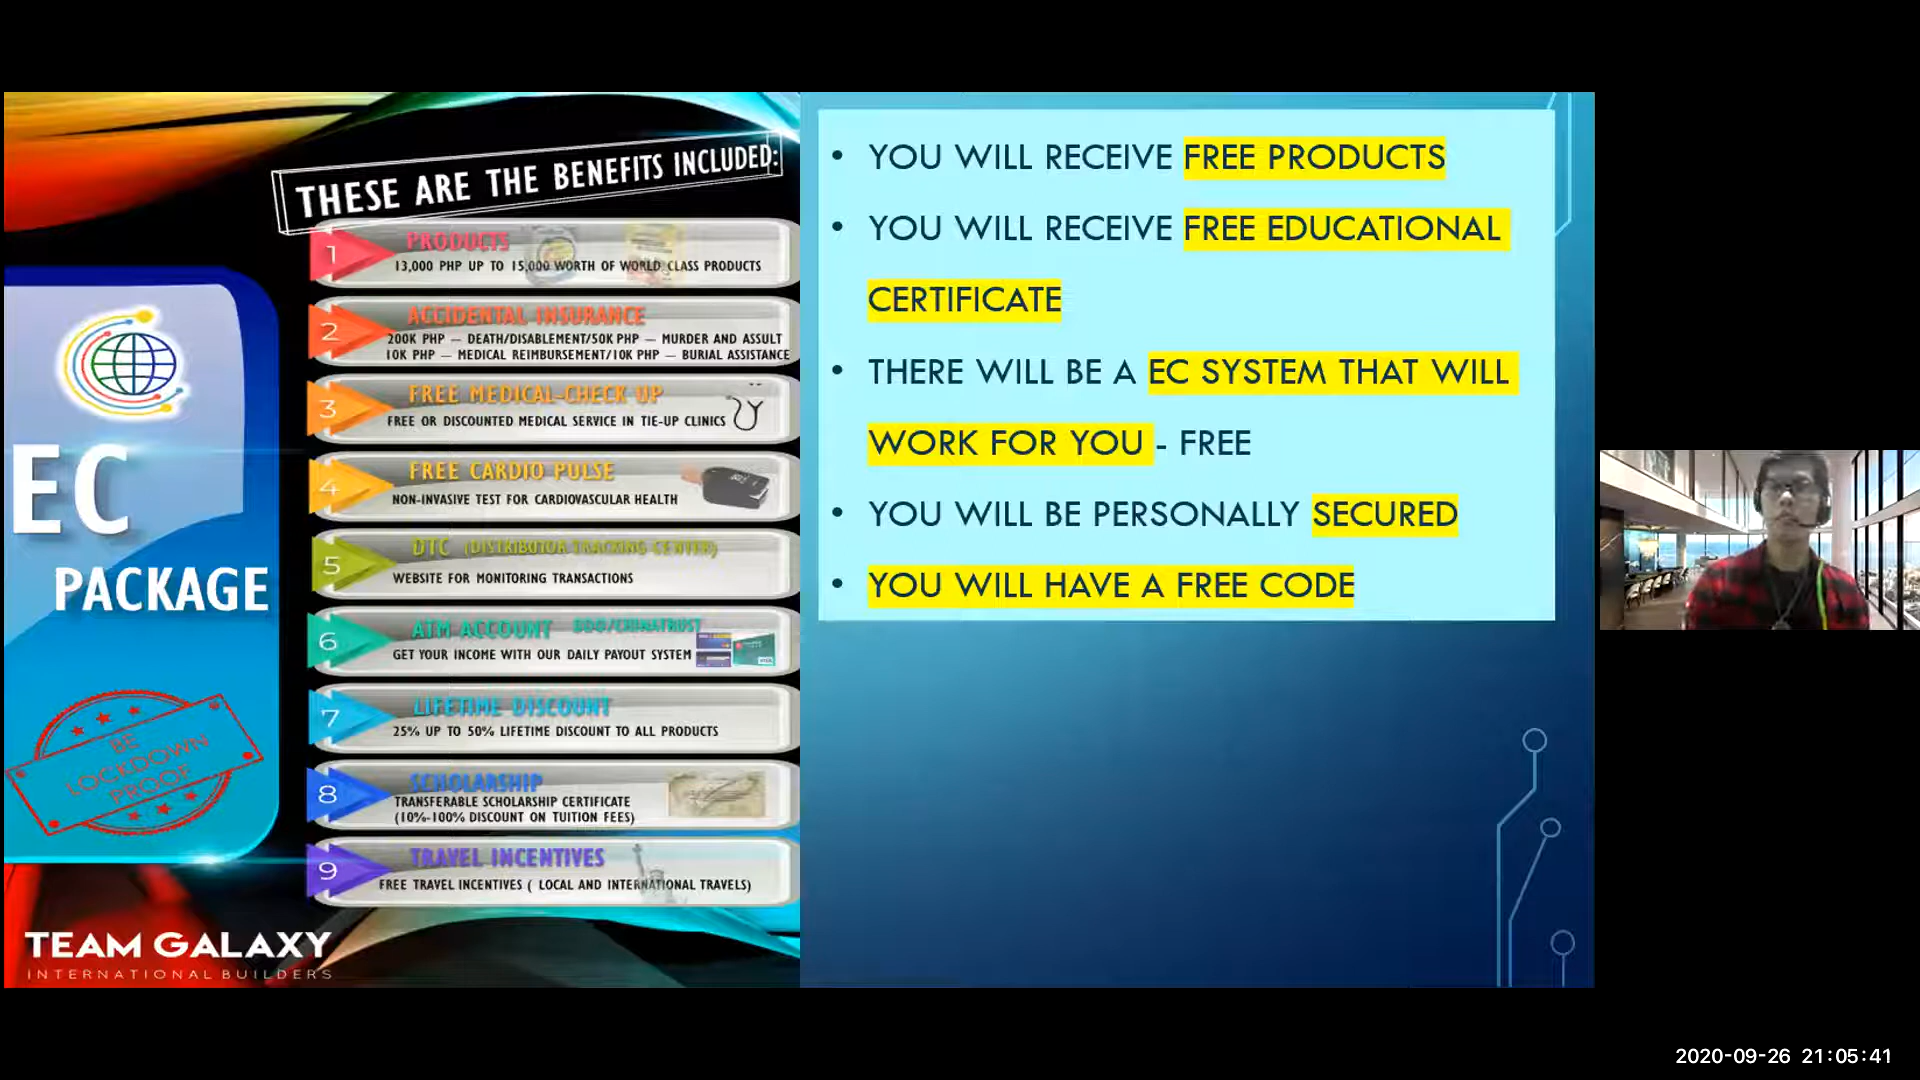 THESE ARE THE BENEFITS INCLUDED:
1
PRODUCTS
13,000 PHP UP TO 15,000 WORTH OF WORLD CLASS PRODUCTS
2
ACCIDENTAL INSURANCE
200K PHP — DEATH/DISABLEMENT/50K PHP — MURDER AND ASSULT
10K PHP — MEDICAL REIMBURSEMENT/10K PHP — BURIAL ASSISTANCE
3
FREE MEDICAL-CHECK UP
FREE OR DISCOUNTED MEDICAL SERVICE IN TIE-UP CLINICS
4
FREE CARDIO PULSE
NON-INVASIVE TEST FOR CARDIOVASCULAR HEALTH
5
DTC (DISTRIBUTOR TRACKING CENTER)
WEBSITE FOR MONITORING TRANSACTIONS
6
ATM ACCOUNT BDO/CHINATRUST
GET YOUR INCOME WITH OUR DAILY PAYOUT SYSTEM
7
LIFETIME DISCOUNT
25% UP TO 50% LIFETIME DISCOUNT TO ALL PRODUCTS
8
SCHOLARSHIP
TRANSFERABLE SCHOLARSHIP CERTIFICATE
(10%-100% DISCOUNT ON TUITION FEES)
9
TRAVEL INCENTIVES
FREE TRAVEL INCENTIVES ( LOCAL AND INTERNATIONAL TRAVELS)
EC
PACKAGE
BE
LOCKDOWN
PROOF
TEAM GALAXY
INTERNATIONAL BUILDERS
• YOU WILL RECEIVE FREE PRODUCTS
• YOU WILL RECEIVE FREE EDUCATIONAL
CERTIFICATE
• THERE WILL BE A EC SYSTEM THAT WILL
WORK FOR YOU - FREE
• YOU WILL BE PERSONALLY SECURED
• YOU WILL HAVE A FREE CODE
2020-09-26 21:05:41